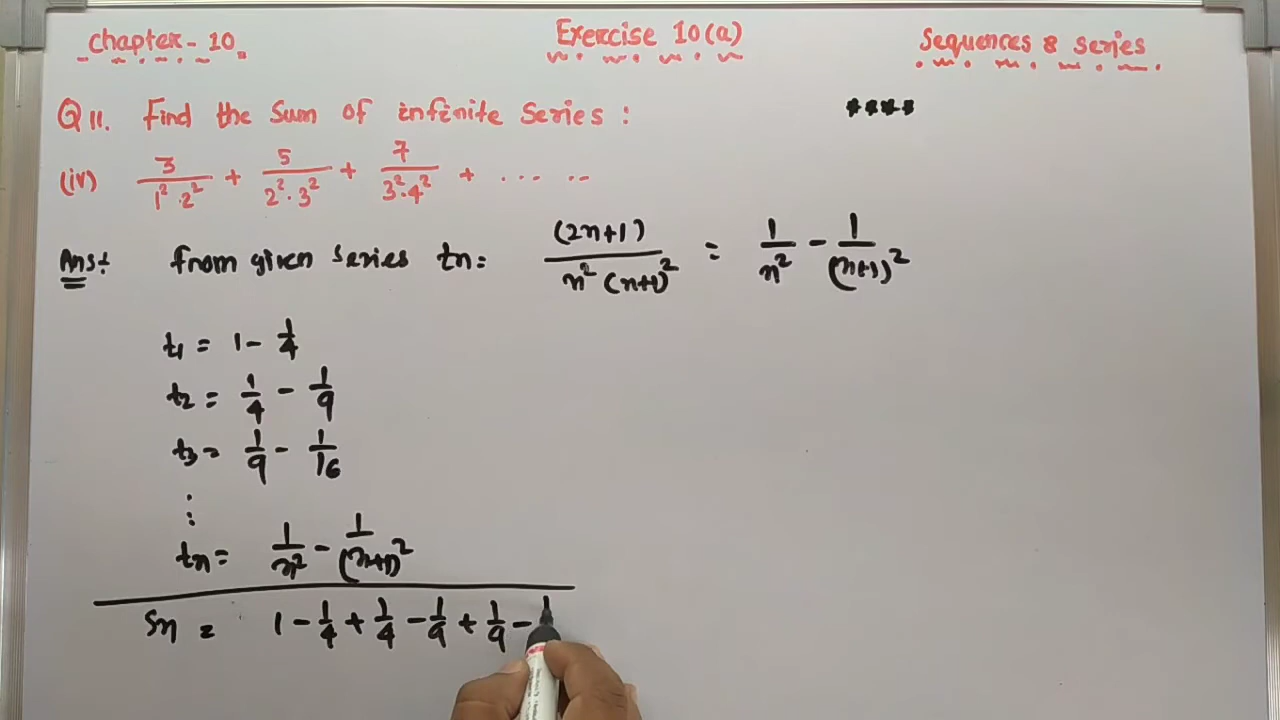 Chapter-10 Exercise 10(a) Sequences & Series
Q11. Find the Sum of infinite Series : ****
(iv) 3/(1²·2²) + 5/(2²·3²) + 7/(3²·4²) + ... ..
Ans: from given series tn = (2n+1)/(n²(n+1)²) = 1/n² - 1/(n+1)²
t1 = 1 - 1/4
t2 = 1/4 - 1/9
t3 = 1/9 - 1/16
⋮
tn = 1/n² - 1/(n+1)²
Sn = 1 - 1/4 + 1/4 - 1/9 + 1/9 - 1